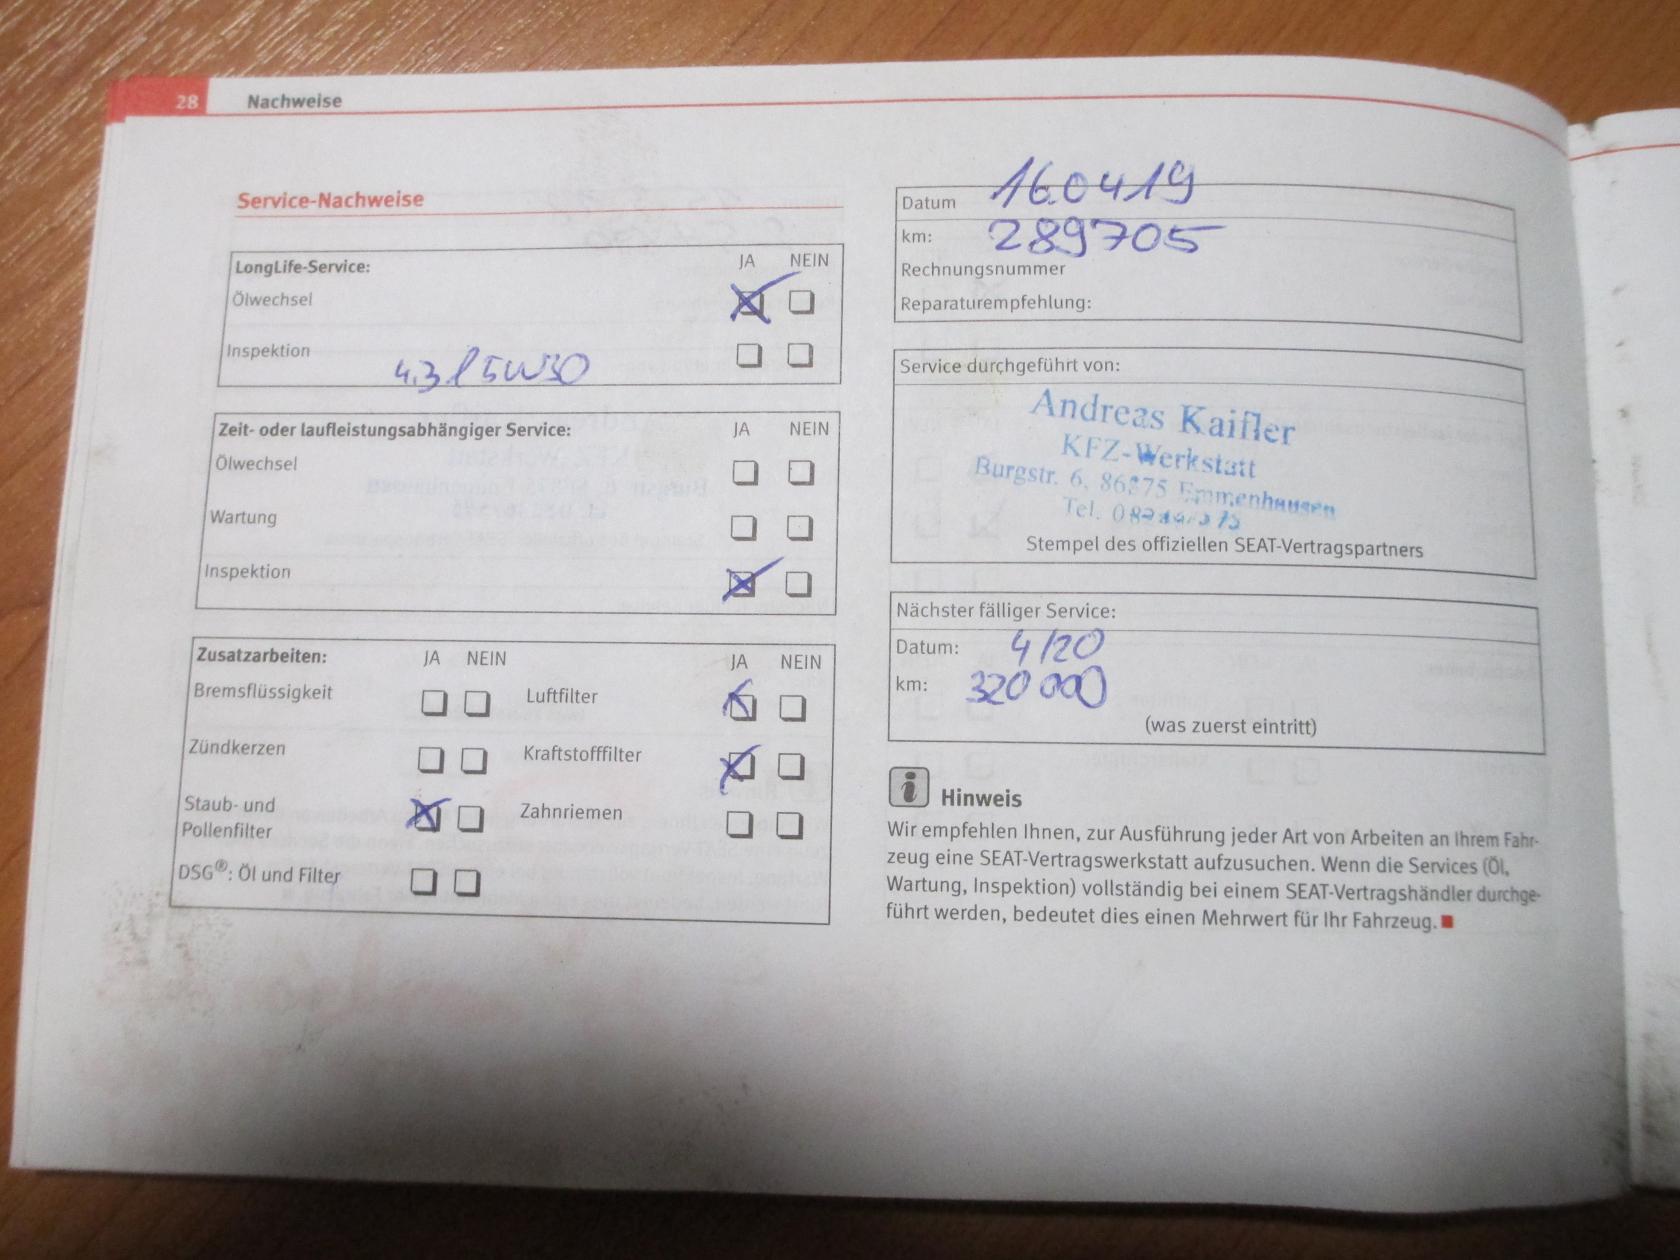 28 Nachweise
Service-Nachweise
LongLife-Service: JA NEIN
Ölwechsel
Inspektion
4,3 l 5W30
Zeit- oder laufleistungsabhängiger Service: JA NEIN
Ölwechsel
Wartung
Inspektion
Zusatzarbeiten: JA NEIN JA NEIN
Bremsflüssigkeit Luftfilter
Zündkerzen Kraftstofffilter
Staub- und
Pollenfilter Zahnriemen
DSG®: Öl und Filter
Datum 160419
km: 289705
Rechnungsnummer
Reparaturempfehlung:
Service durchgeführt von:
Andreas Kaifler
KFZ-Werkstatt
Burgstr. 6, 86875 Emmenhausen
Tel.
Stempel des offiziellen SEAT-Vertragspartners
Nächster fälliger Service:
Datum: 4/20
km: 320 000
(was zuerst eintritt)
i Hinweis
Wir empfehlen Ihnen, zur Ausführung jeder Art von Arbeiten an Ihrem Fahr-
zeug eine SEAT-Vertragswerkstatt aufzusuchen. Wenn die Services (Öl,
Wartung, Inspektion) vollständig bei einem SEAT-Vertragshändler durchge-
führt werden, bedeutet dies einen Mehrwert für Ihr Fahrzeug.